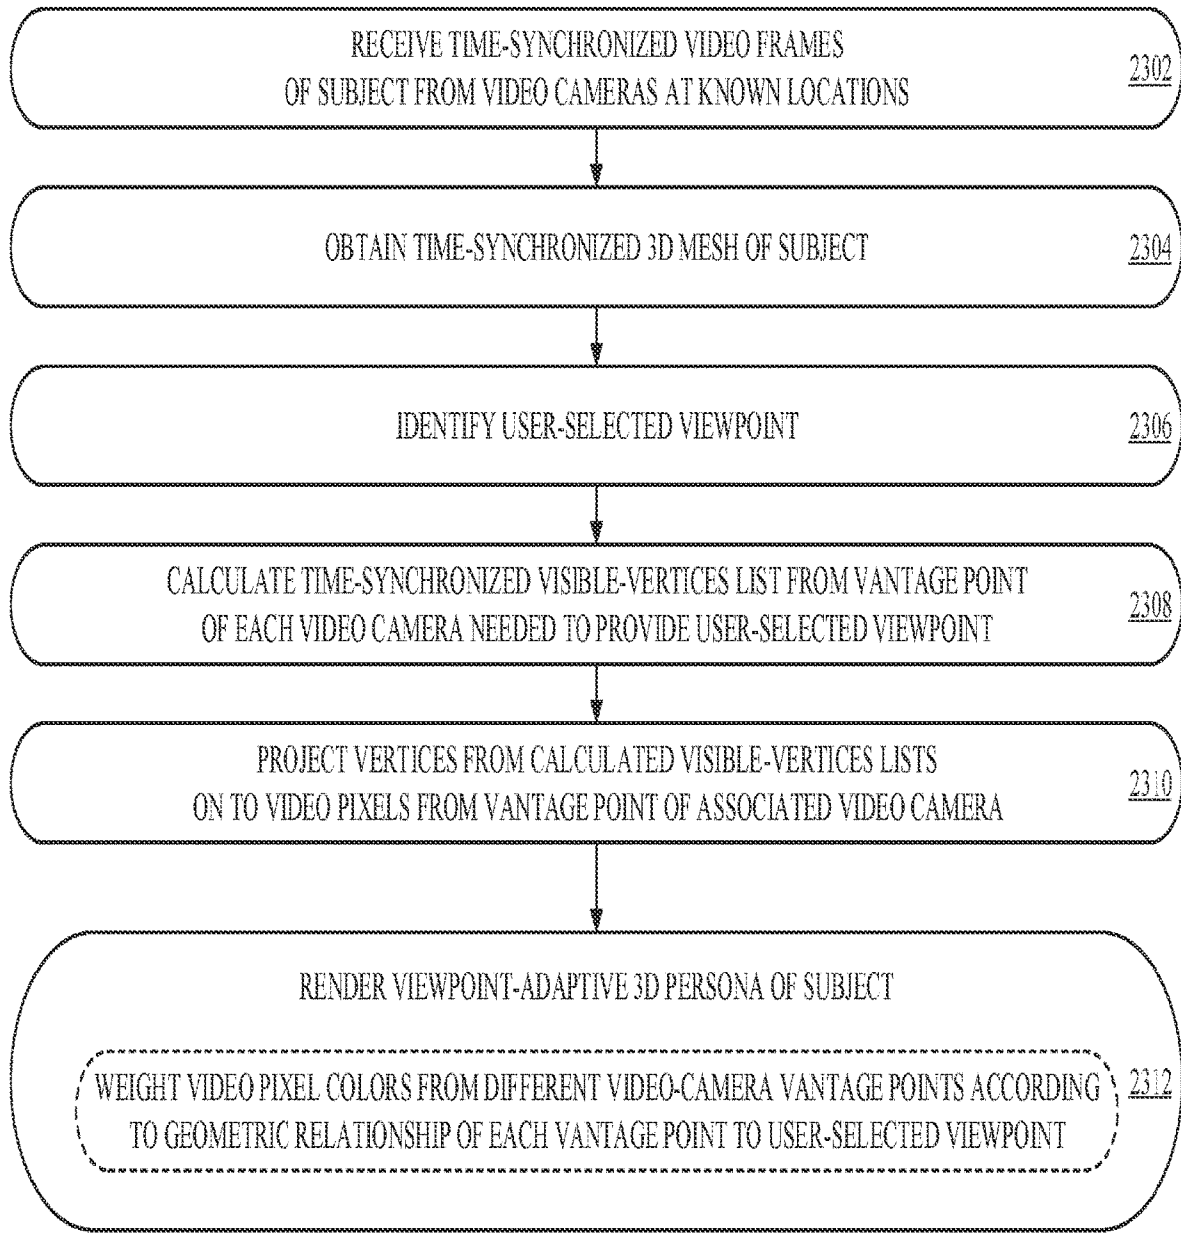 RECEIVE TIME-SYNCHRONIZED VIDEO FRAMES
OF SUBJECT FROM VIDEO CAMERAS AT KNOWN LOCATIONS
2302
OBTAIN TIME-SYNCHRONIZED 3D MESH OF SUBJECT
2304
IDENTIFY USER-SELECTED VIEWPOINT
2306
CALCULATE TIME-SYNCHRONIZED VISIBLE-VERTICES LIST FROM VANTAGE POINT
OF EACH VIDEO CAMERA NEEDED TO PROVIDE USER-SELECTED VIEWPOINT
2308
PROJECT VERTICES FROM CALCULATED VISIBLE-VERTICES LISTS
ON TO VIDEO PIXELS FROM VANTAGE POINT OF ASSOCIATED VIDEO CAMERA
2310
RENDER VIEWPOINT-ADAPTIVE 3D PERSONA OF SUBJECT
WEIGHT VIDEO PIXEL COLORS FROM DIFFERENT VIDEO-CAMERA VANTAGE POINTS ACCORDING
TO GEOMETRIC RELATIONSHIP OF EACH VANTAGE POINT TO USER-SELECTED VIEWPOINT
2312